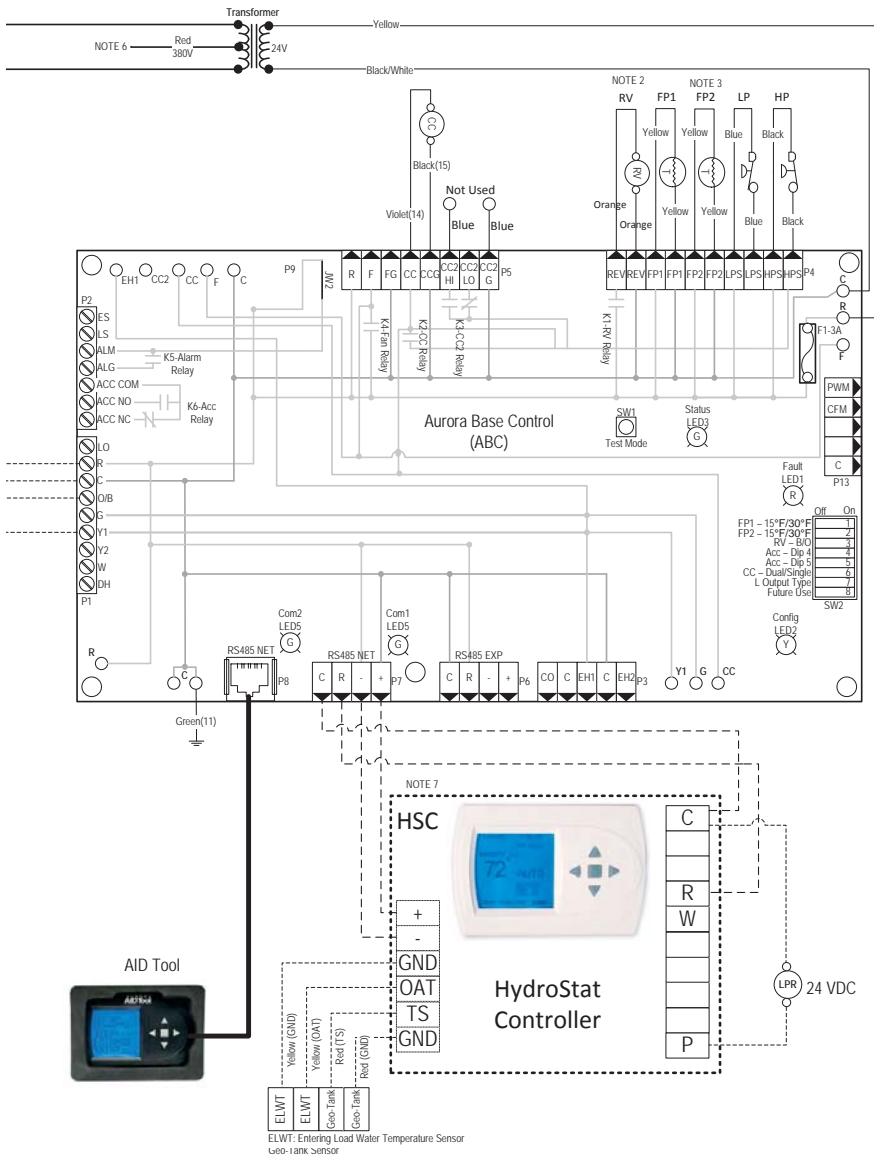 Transformer
Yellow
NOTE 6
Red
380V
24V
Black/White
NOTE 2
NOTE 3
RV
FP1
FP2
LP
HP
CC
Yellow
Yellow
Blue
Black
Black(15)
RV
T
T
Not Used
Violet(14)
Blue
Blue
Orange
Orange
Yellow
Yellow
Blue
Black
EH1
CC2
CC
F
C
P9
JW2
R
F
FG
CC
CCG
CC2 HI
CC2 LO
CC2 G
P5
REV
REV
FP1
FP1
FP2
FP2
LPS
LPS
HPS
HPS
P4
C
R
F1-3A
F
P2
ES
LS
ALM
ALG
ACC COM
ACC NO
ACC NC
K5-Alarm
Relay
K6-Acc
Relay
K4-Fan Relay
K2-CC Relay
K3-CC2 Relay
K1-RV Relay
Aurora Base Control
(ABC)
SW1
Test Mode
Status
LED3
G
PWM
CFM
C
P13
Fault
LED1
R
LO
R
C
O/B
G
Y1
Y2
W
DH
P1
Off
On
FP1 – 15°F/30°F
FP2 – 15°F/30°F
RV – B/O
Acc – Dip 4
Acc – Dip 5
CC – Dual/Single
L Output Type
Future Use
1
2
3
4
5
6
7
8
SW2
Config
LED2
Y
Com2
LED5
G
Com1
LED5
G
R
C
RS485 NET
P8
RS485 NET
C
R
-
+
P7
RS485 EXP
C
R
-
+
P6
CO
C
EH1
C
EH2
P3
Y1
G
CC
Green(11)
NOTE 7
HSC
72
AUTO
C
R
W
P
+
-
GND
OAT
TS
GND
HydroStat
Controller
LPR
24 VDC
AID Tool
AID Tool
Yellow (GND)
Yellow (OAT)
Red (TS)
Red (GND)
ELWT
ELWT
Geo-Tank
Geo-Tank
ELWT: Entering Load Water Temperature Sensor
Geo-Tank Sensor